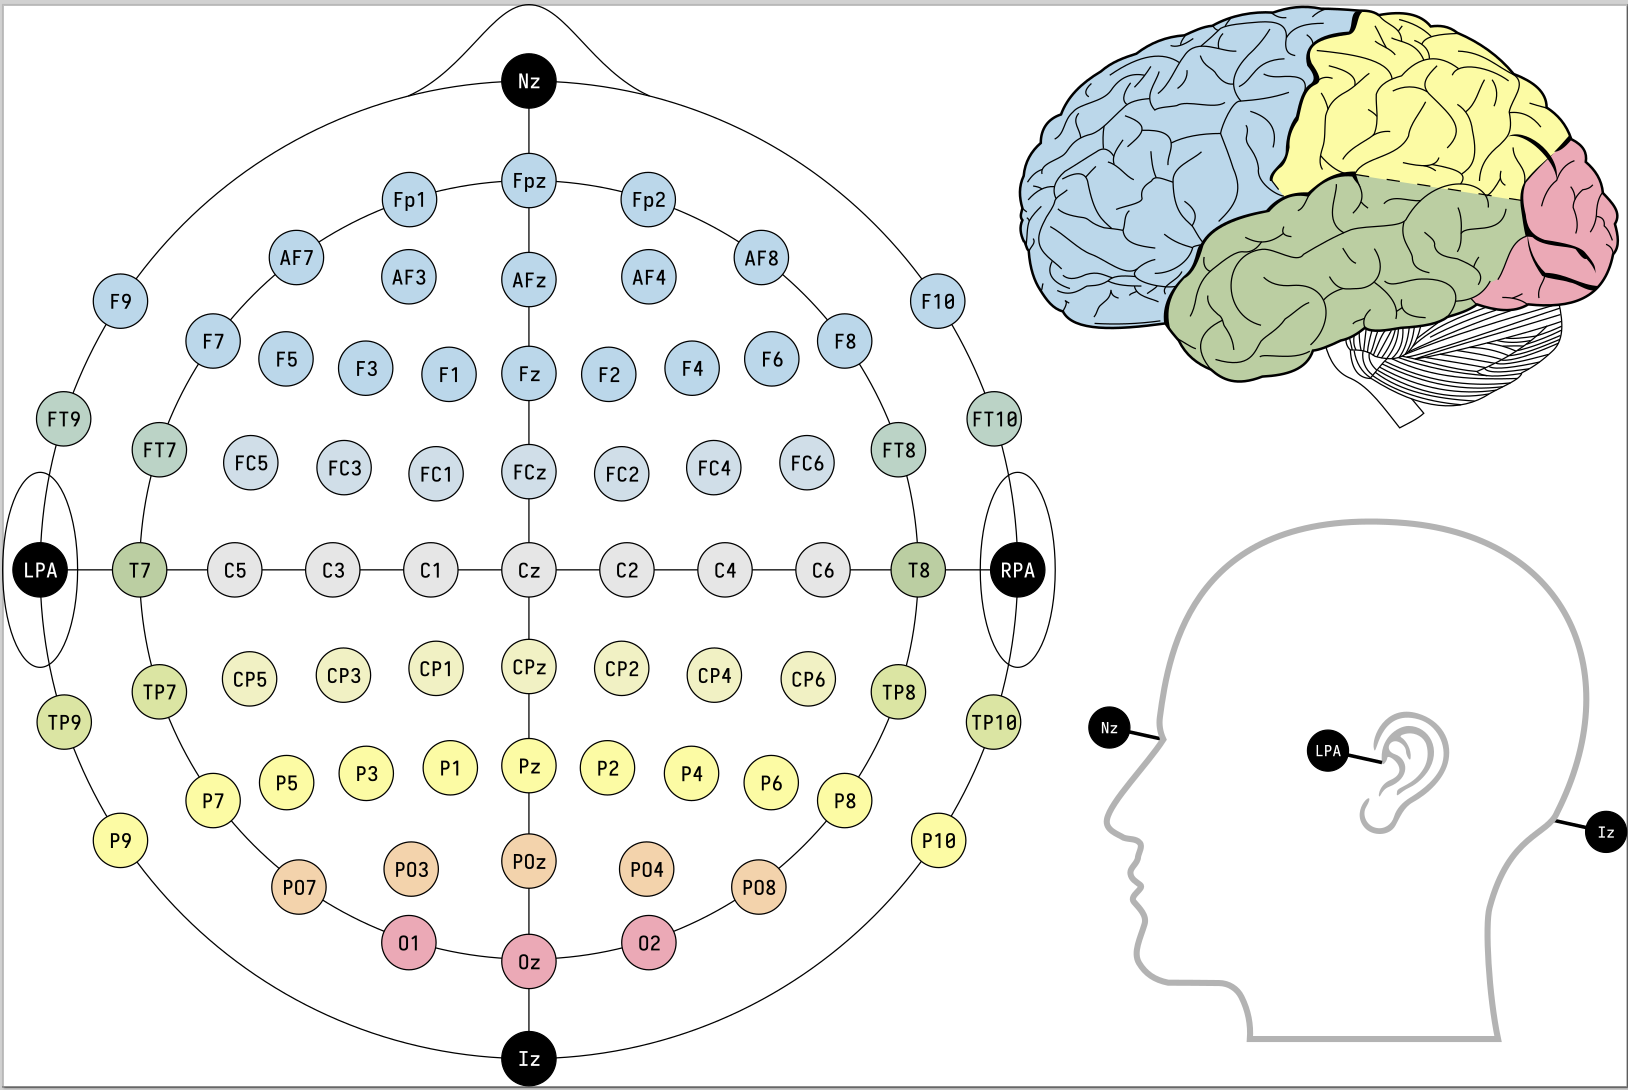 Nz
Fpz
Fp1
Fp2
AF7
AF3
AFz
AF4
AF8
F9
F7
F5
F3
F1
Fz
F2
F4
F6
F8
F10
FT9
FT7
FC5
FC3
FC1
FCz
FC2
FC4
FC6
FT8
FT10
LPA
T7
C5
C3
C1
Cz
C2
C4
C6
T8
RPA
TP9
TP7
CP5
CP3
CP1
CPz
CP2
CP4
CP6
TP8
TP10
P9
P7
P5
P3
P1
Pz
P2
P4
P6
P8
P10
PO7
PO3
POz
PO4
PO8
O1
Oz
O2
Iz
Nz
LPA
Iz